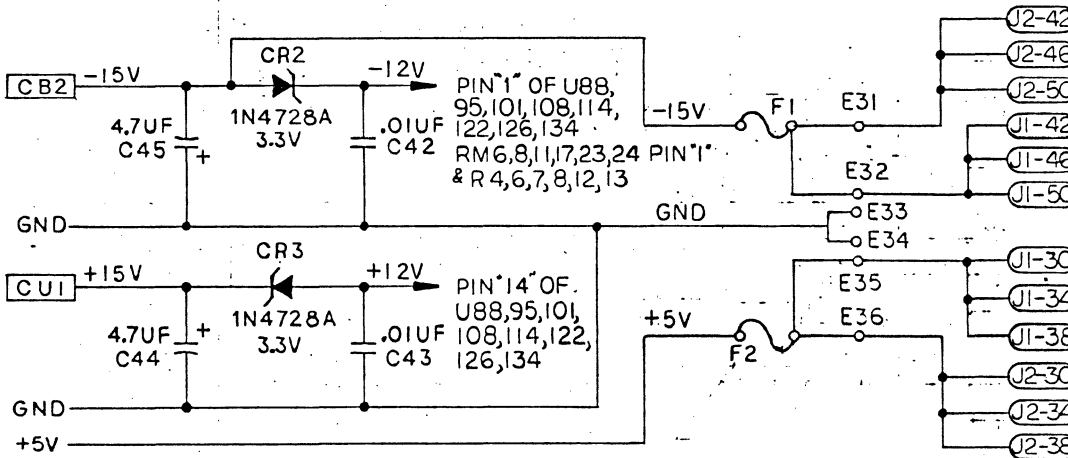 CB2
-15V
CR2
1N4728A
3.3V
-12V
4.7UF
C45
+
.01UF
C42
PIN"1" OF U88,
95,101,108,114,
122,126,134
RM6,8,11,17,23,24 PIN"1"
& R4,6,7,8,12,13
-15V
F1
E31
E32
J2-42
J2-46
J2-50
J1-42
J1-46
J1-50
GND
GND
E33
E34
CU1
+15V
CR3
1N4728A
3.3V
+12V
4.7UF
C44
+
.01UF
C43
PIN"14" OF
U88,95,101,
108,114,122,
126,134
+5V
F2
E35
E36
J1-30
J1-34
J1-38
J2-30
J2-34
J2-38
GND
+5V